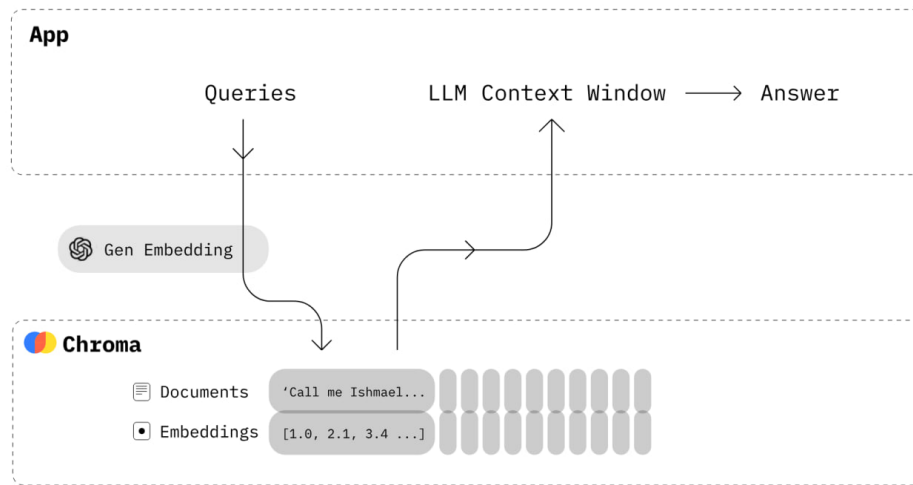 App
Queries
LLM Context Window
Answer
Gen Embedding
Chroma
Documents
‘Call me Ishmael...
Embeddings
[1.0, 2.1, 3.4 ...]